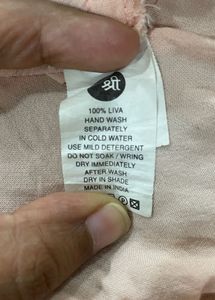 श्री
100% LIVA
HAND WASH
SEPARATELY
IN COLD WATER
USE MILD DETERGENT
DO NOT SOAK / WRING
DRY IMMEDIATELY
AFTER WASH
DRY IN SHADE
MADE IN INDIA